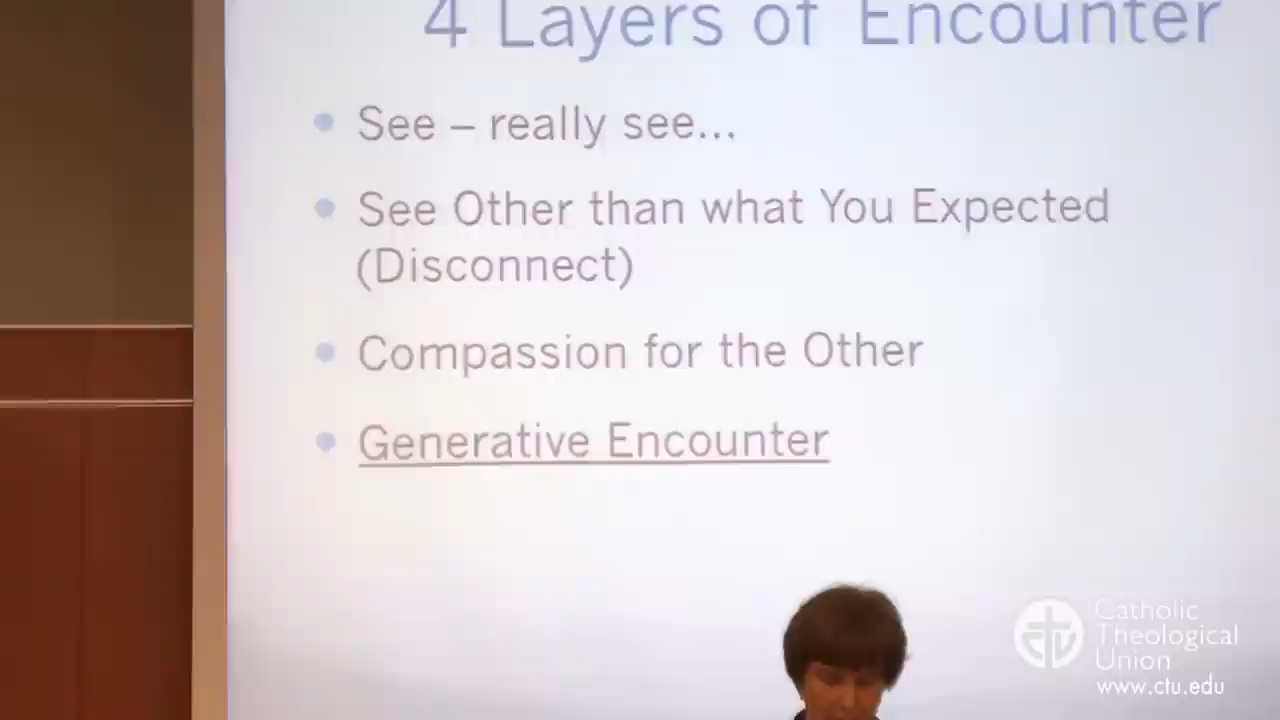 4 Layers of Encounter
• See – really see...
• See Other than what You Expected
(Disconnect)
• Compassion for the Other
• Generative Encounter
Catholic
Theological
Union
www.ctu.edu